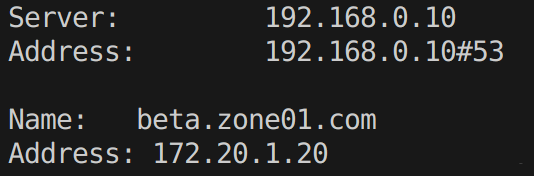 Server: 192.168.0.10
Address: 192.168.0.10#53
Name: beta.zone01.com
Address: 172.20.1.20